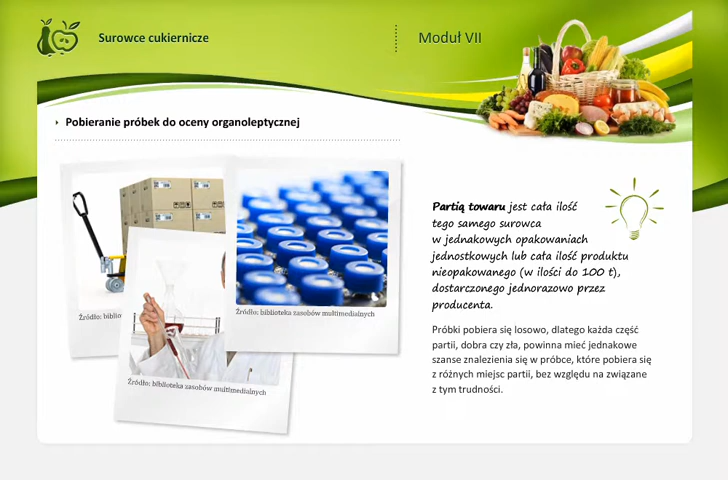 Surowce cukiernicze
Moduł VII
Pobieranie próbek do oceny organoleptycznej
Źródło: biblio
Źródło: biblioteka zasobów multimedialnych
Źródło: biblioteka zasobów multimedialnych
Partią towaru jest cała ilość
tego samego surowca
w jednakowych opakowaniach
jednostkowych lub cała ilość produktu
nieopakowanego (w ilości do 100 t),
dostarczonego jednorazowo przez
producenta.
Próbki pobiera się losowo, dlatego każda część
partii, dobra czy zła, powinna mieć jednakowe
szanse znalezienia się w próbce, które pobiera się
z różnych miejsc partii, bez względu na związane
z tym trudności.